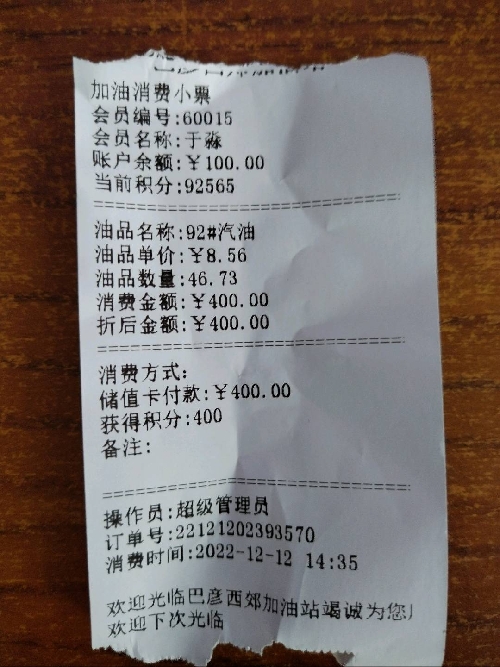 加油消费小票
会员编号:60015
会员名称:于淼
账户余额:￥100.00
当前积分:92565
油品名称:92#汽油
油品单价:￥8.56
油品数量:46.73
消费金额:￥400.00
折后金额:￥400.00
消费方式:
储值卡付款:￥400.00
获得积分:400
备注:
操作员:超级管理员
订单号:22121202393570
消费时间:2022-12-12 14:35
欢迎光临巴彦西郊加油站竭诚为您
欢迎下次光临